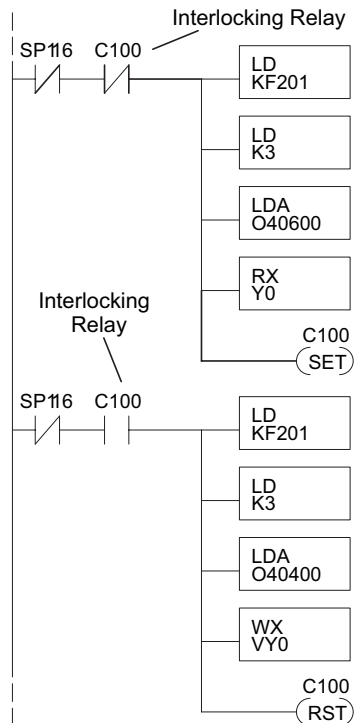 Interlocking Relay
SP116 C100
LD
KF201
LD
K3
LDA
O40600
RX
Y0
C100
SET
Interlocking
Relay
SP116 C100
LD
KF201
LD
K3
LDA
O40400
WX
VY0
C100
RST